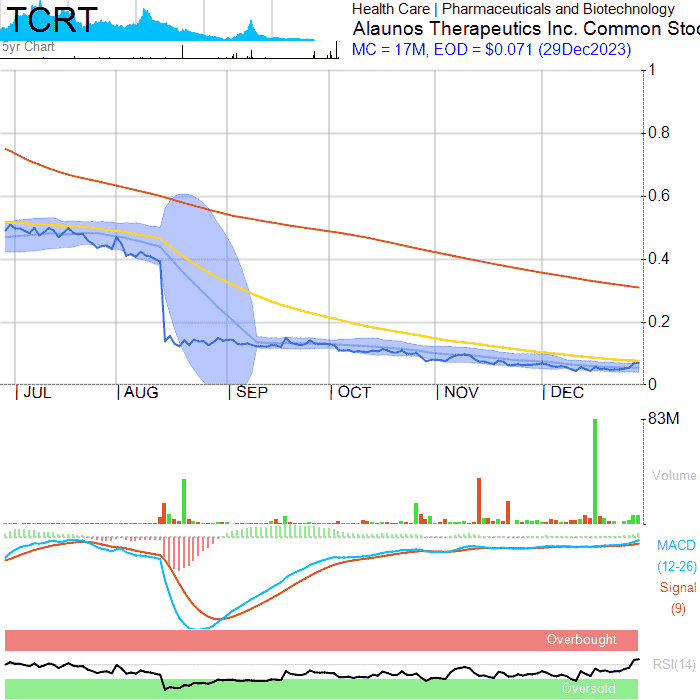 TCRT
5yr Chart
Health Care | Pharmaceuticals and Biotechnology
Alaunos Therapeutics Inc. Common Stoc
MC = 17M, EOD = $0.071 (29Dec2023)
1
0.8
0.6
0.4
0.2
0
JUL AUG SEP OCT NOV DEC
83M
Volume
MACD
(12-26)
Signal
(9)
Overbought
RSI(14)
Oversold